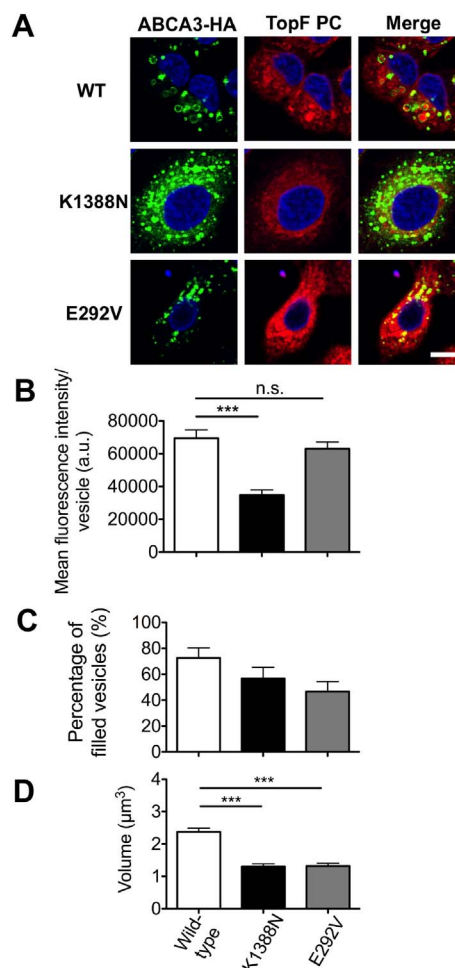 A
ABCA3-HA TopF PC Merge
WT
K1388N
E292V
B
n.s.
***
Mean fluorescence intensity/
vesicle (a.u.)
80000
60000
40000
20000
0
C
Percentage of
filled vesicles (%)
100
80
60
40
20
0
D
***
***
Volume (µm³)
4
3
2
1
0
Wild-
type
K1388N
E292V